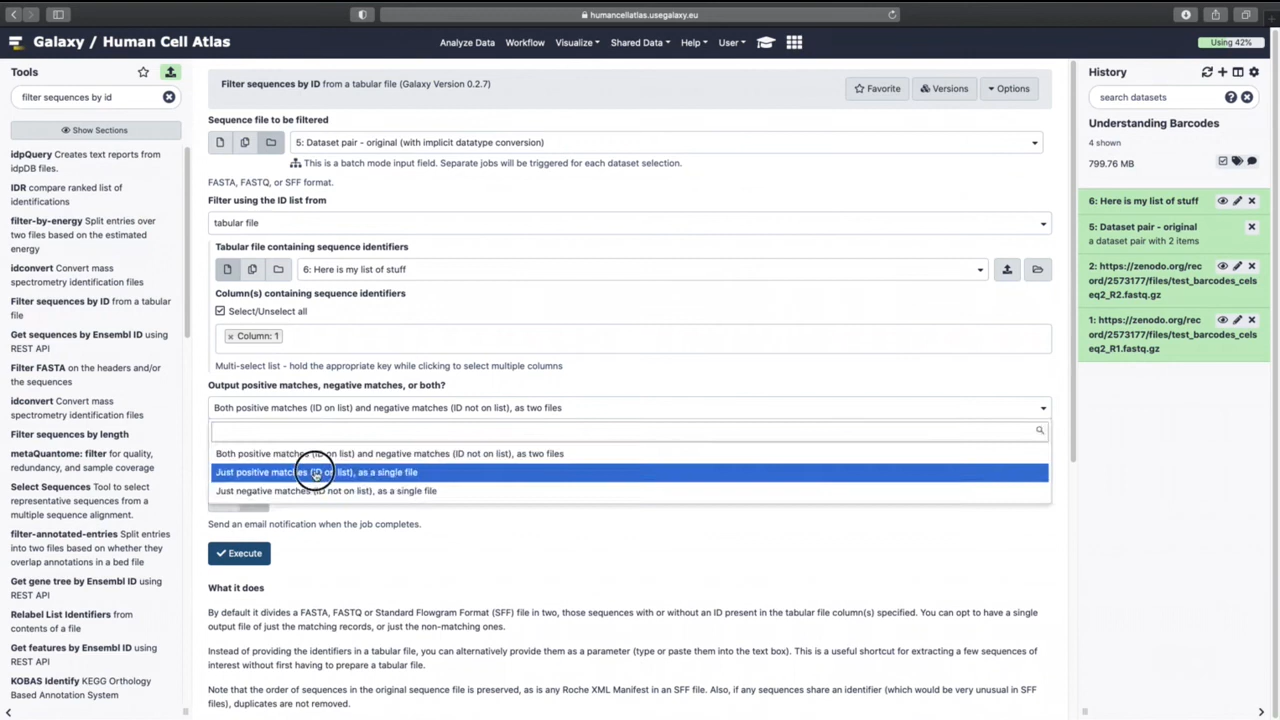 humancellatlas.usegalaxy.eu
Galaxy / Human Cell Atlas
Analyze Data Workflow Visualize Shared Data Help User
Using 42%
Tools
filter sequences by id
Show Sections
idpQuery Creates text reports from
idpDB files.
IDR compare ranked list of
identifications
filter-by-energy Split entries over
two files based on the estimated
energy
idconvert Convert mass
spectrometry identification files
Filter sequences by ID from a tabular
file
Get sequences by Ensembl ID using
REST API
Filter FASTA on the headers and/or
the sequences
idconvert Convert mass
spectrometry identification files
Filter sequences by length
metaQuantome: filter for quality,
redundancy, and sample coverage
Select Sequences Tool to select
representative sequences from a
multiple sequence alignment.
filter-annotated-entries Split entries
into two files based on whether they
overlap annotations in a bed file
Get gene tree by Ensembl ID using
REST API
Relabel List Identifiers from
contents of a file
Get features by Ensembl ID using
REST API
KOBAS Identify KEGG Orthology
Based Annotation System
Filter sequences by ID from a tabular file (Galaxy Version 0.2.7)
Favorite Versions Options
Sequence file to be filtered
5: Dataset pair - original (with implicit datatype conversion)
This is a batch mode input field. Separate jobs will be triggered for each dataset selection.
FASTA, FASTQ, or SFF format.
Filter using the ID list from
tabular file
Tabular file containing sequence identifiers
6: Here is my list of stuff
Column(s) containing sequence identifiers
Select/Unselect all
× Column: 1
Multi-select list - hold the appropriate key while clicking to select multiple columns
Output positive matches, negative matches, or both?
Both positive matches (ID on list) and negative matches (ID not on list), as two files
Both positive matches (ID on list) and negative matches (ID not on list), as two files
Just positive matches (ID on list), as a single file
Just negative matches (ID not on list), as a single file
Send an email notification when the job completes.
Execute
What it does
By default it divides a FASTA, FASTQ or Standard Flowgram Format (SFF) file in two, those sequences with or without an ID present in the tabular file column(s) specified. You can opt to have a single
output file of just the matching records, or just the non-matching ones.
Instead of providing the identifiers in a tabular file, you can alternatively provide them as a parameter (type or paste them into the text box). This is a useful shortcut for extracting a few sequences of
interest without first having to prepare a tabular file.
Note that the order of sequences in the original sequence file is preserved, as is any Roche XML Manifest in an SFF file. Also, if any sequences share an identifier (which would be very unusual in SFF
files), duplicates are not removed.
History
search datasets
Understanding Barcodes
4 shown
799.76 MB
6: Here is my list of stuff
5: Dataset pair - original
a dataset pair with 2 items
2: https://zenodo.org/rec
ord/2573177/files/test_barcodes_cels
eq2_R2.fastq.gz
1: https://zenodo.org/rec
ord/2573177/files/test_barcodes_cels
eq2_R1.fastq.gz